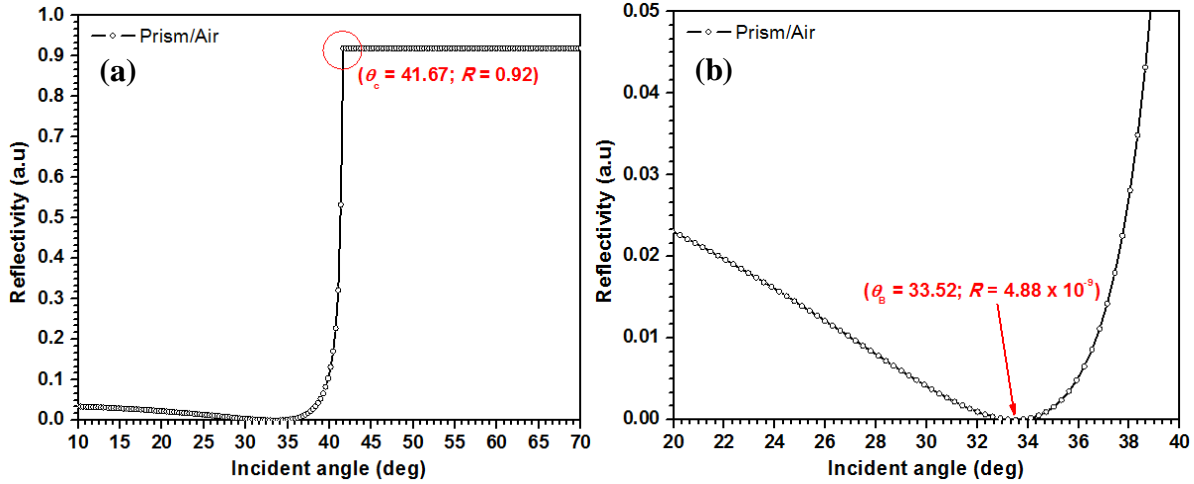 (a)
Prism/Air
(θc = 41.67; R = 0.92)
1.0
0.9
0.8
0.7
0.6
0.5
0.4
0.3
0.2
0.1
0.0
Reflectivity (a.u)
10 15 20 25 30 35 40 45 50 55 60 65 70
Incident angle (deg)
(b)
Prism/Air
(θB = 33.52; R = 4.88 x 10⁻⁹)
0.05
0.04
0.03
0.02
0.01
0.00
Reflectivity (a.u)
20 22 24 26 28 30 32 34 36 38 40
Incident angle (deg)